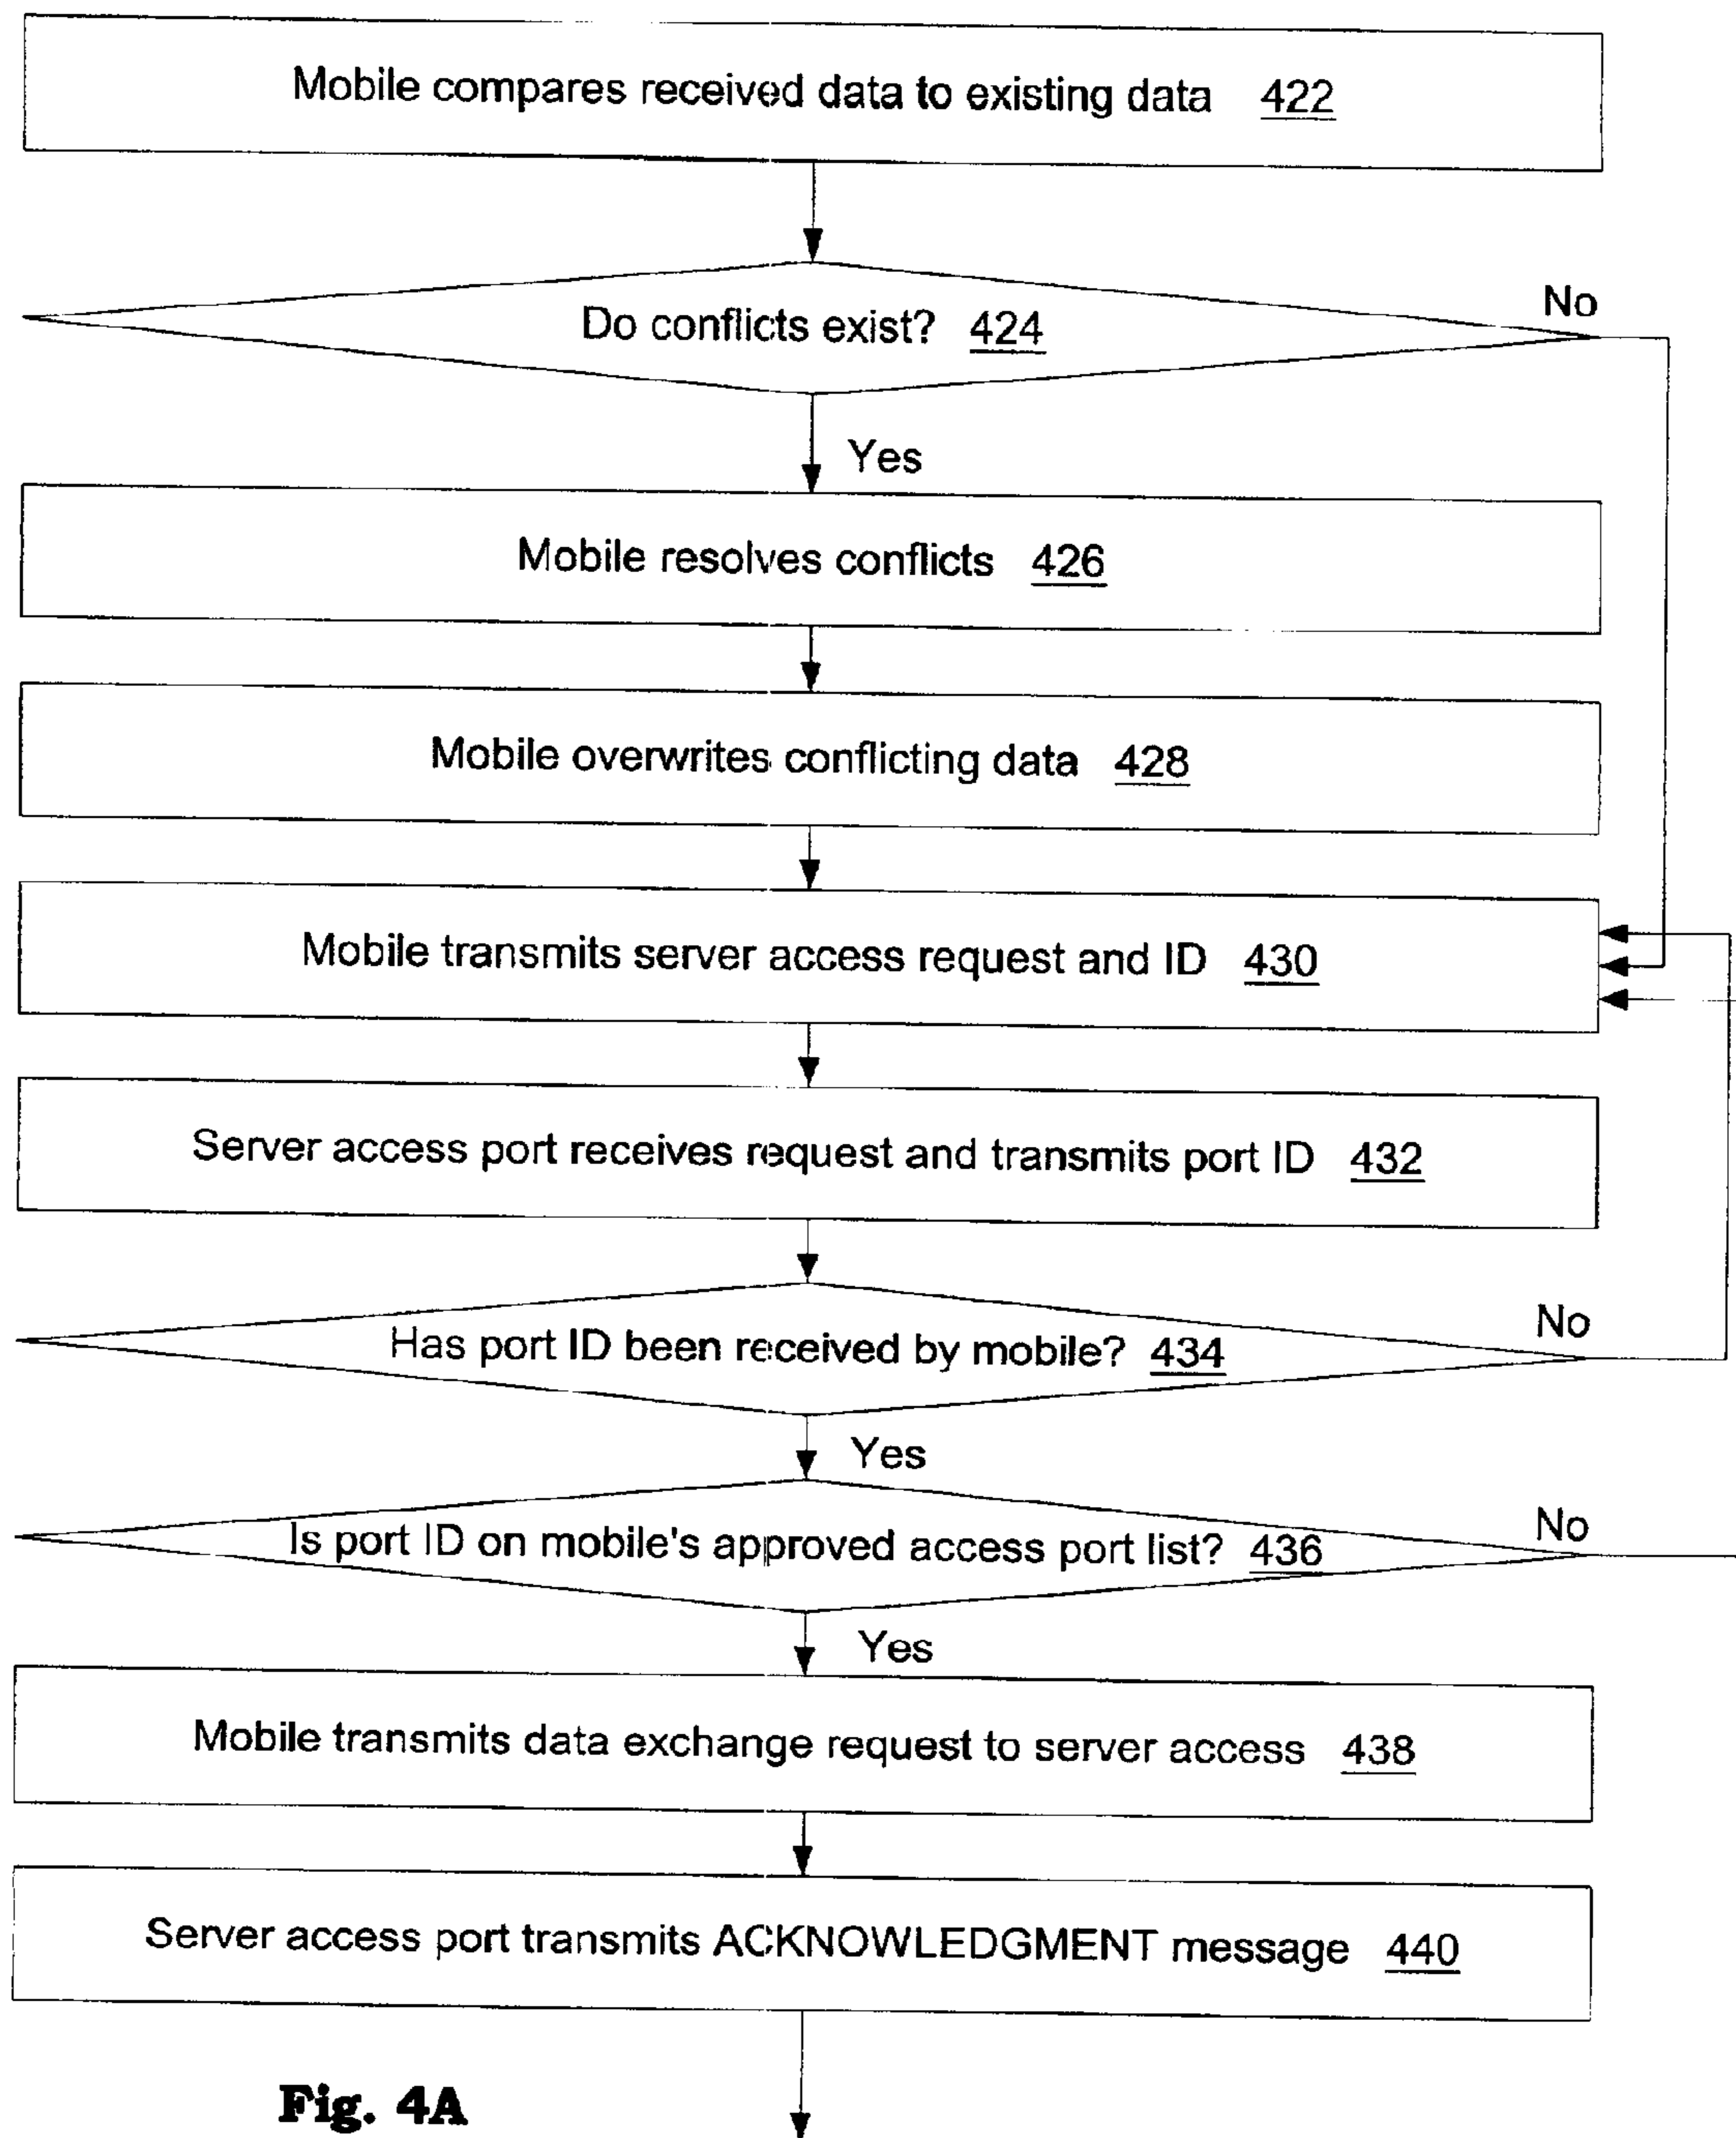 Mobile compares received data to existing data 422
Do conflicts exist? 424
No
Yes
Mobile resolves conflicts 426
Mobile overwrites conflicting data 428
Mobile transmits server access request and ID 430
Server access port receives request and transmits port ID 432
Has port ID been received by mobile? 434
No
Yes
Is port ID on mobile's approved access port list? 436
No
Yes
Mobile transmits data exchange request to server access 438
Server access port transmits ACKNOWLEDGMENT message 440
Fig. 4A